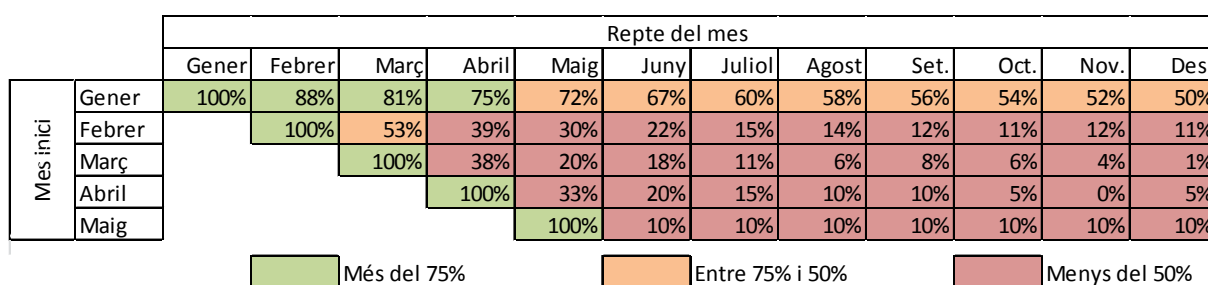 Repte del mes
Gener Febrer Març Abril Maig Juny Juliol Agost Set. Oct. Nov. Des
Mes inici
Gener 100% 88% 81% 75% 72% 67% 60% 58% 56% 54% 52% 50%
Febrer 100% 53% 39% 30% 22% 15% 14% 12% 11% 12% 11%
Març 100% 38% 20% 18% 11% 6% 8% 6% 4% 1%
Abril 100% 33% 20% 15% 10% 10% 5% 0% 5%
Maig 100% 10% 10% 10% 10% 10% 10% 10%
Més del 75% Entre 75% i 50% Menys del 50%